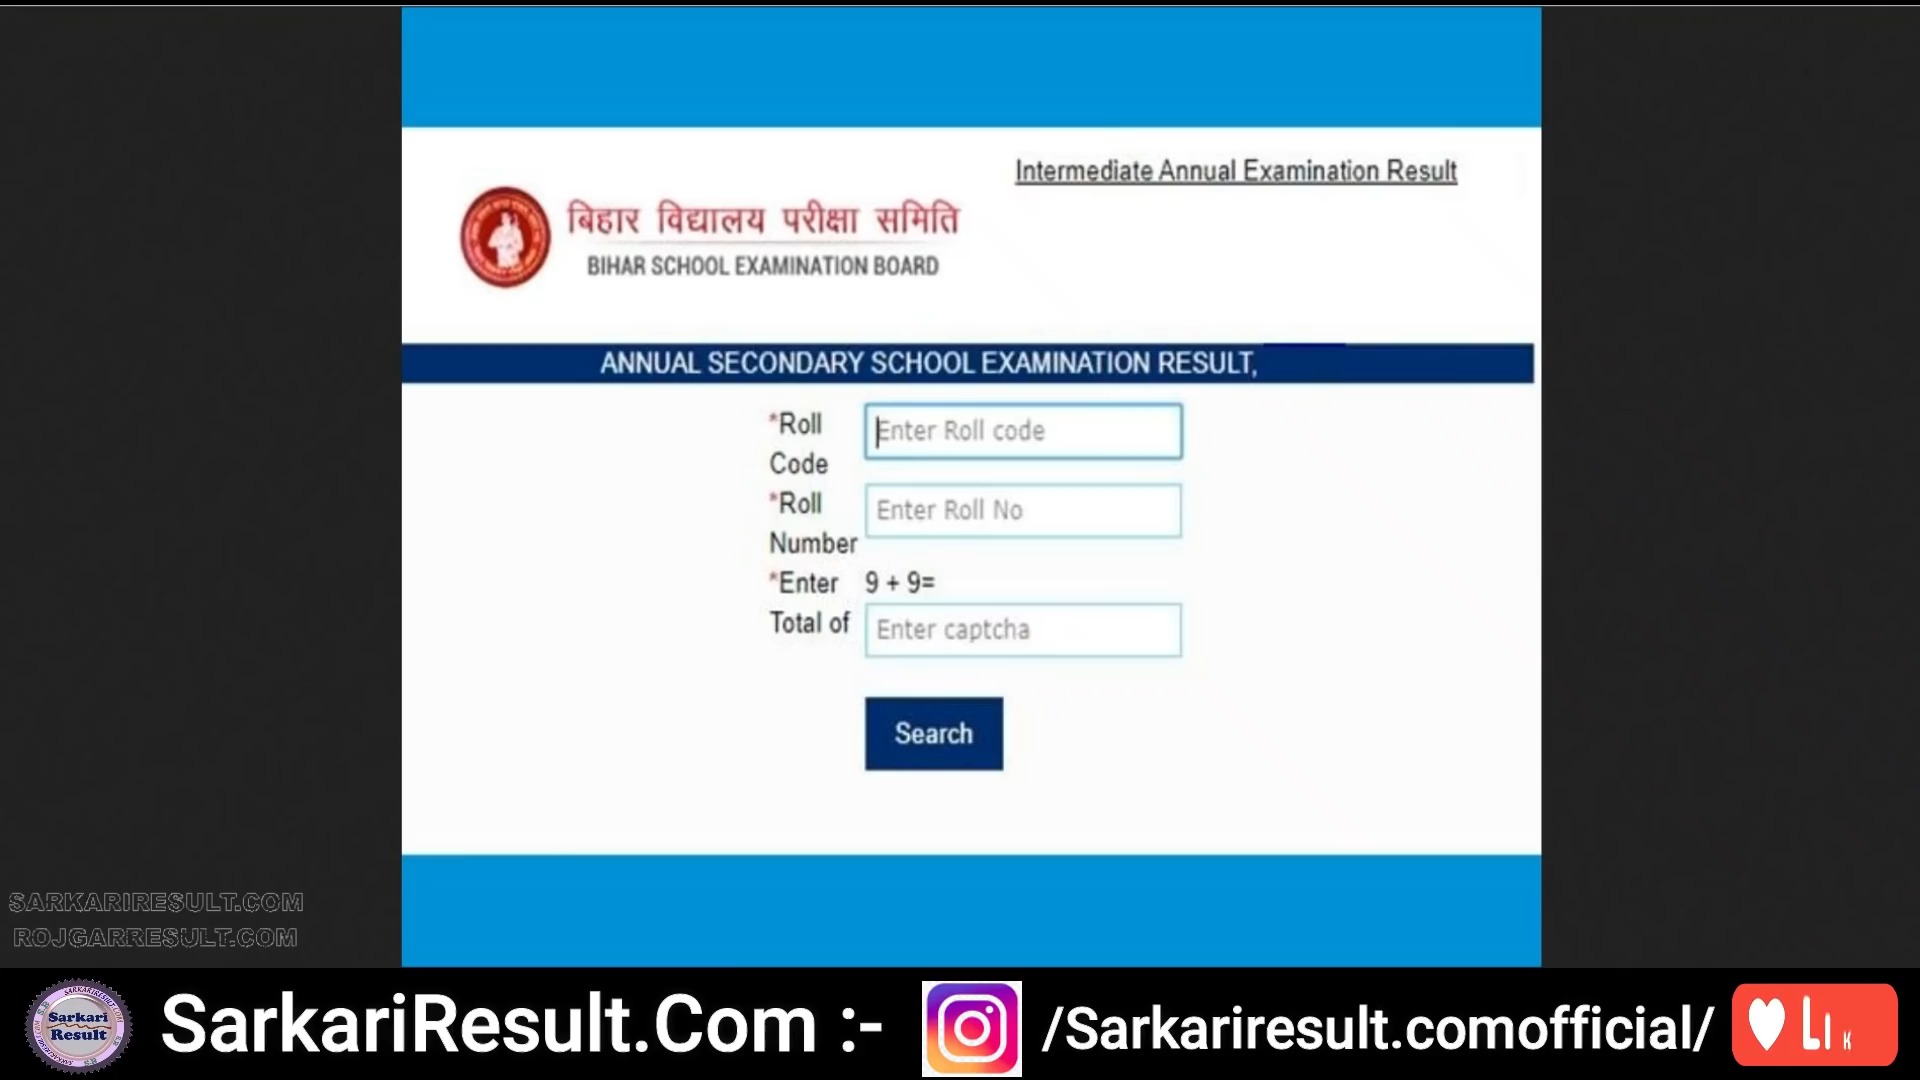 Intermediate Annual Examination Result
बिहार विद्यालय परीक्षा समिति
BIHAR SCHOOL EXAMINATION BOARD
ANNUAL SECONDARY SCHOOL EXAMINATION RESULT,
*Roll Code
Enter Roll code
*Roll Number
Enter Roll No
*Enter Total of
9 + 9=
Enter captcha
Search
SARKARIRESULT.COM
ROJGARRESULT.COM
Sarkari
Result
SarkariResult.Com :-
/Sarkariresult.comofficial/
LIK